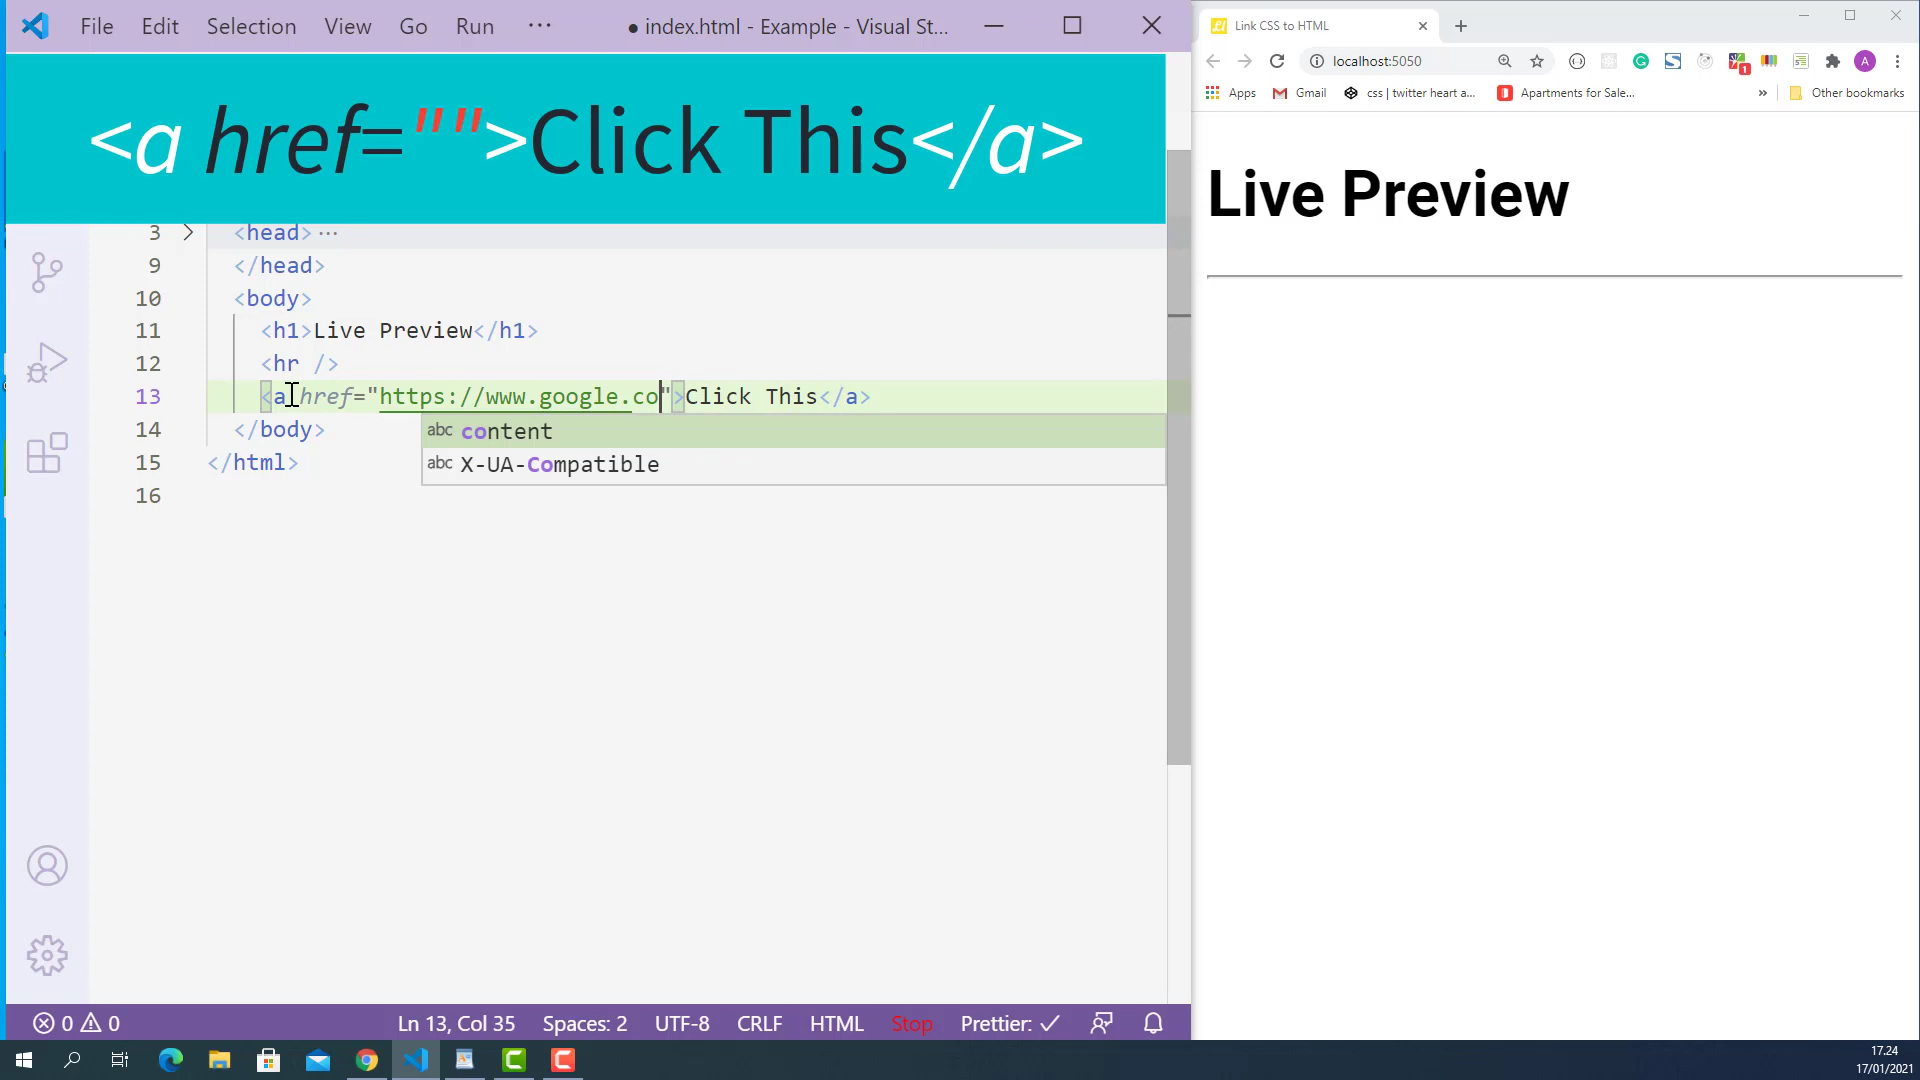 File Edit Selection View Go Run ···
● index.html - Example - Visual St...
<a href="">Click This</a>
3 > <head>···
9 </head>
10 <body>
11 <h1>Live Preview</h1>
12 <hr />
13 <a href="https://www.google.co">Click This</a>
abc content
14 </body>
abc X-UA-Compatible
15 </html>
16
0 0 Ln 13, Col 35 Spaces: 2 UTF-8 CRLF HTML Stop Prettier: ✓
Link CSS to HTML
localhost:5050
1
A
Apps Gmail css | twitter heart a... Apartments for Sale... » Other bookmarks
Live Preview
17.24
17/01/2021